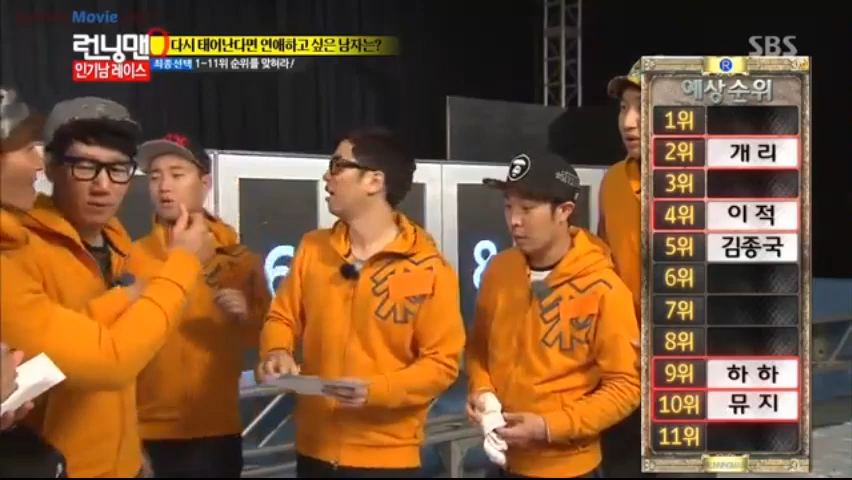 Movie
런닝맨
인기남 레이스
다시 태어난다면 연애하고 싶은 남자는?
최종선택 1-11위 순위를 맞혀라!
SBS
R
예상순위
1위
2위 개리
3위
4위 이적
5위 김종국
6위
7위
8위
9위 하하
10위 뮤지
11위
6
8